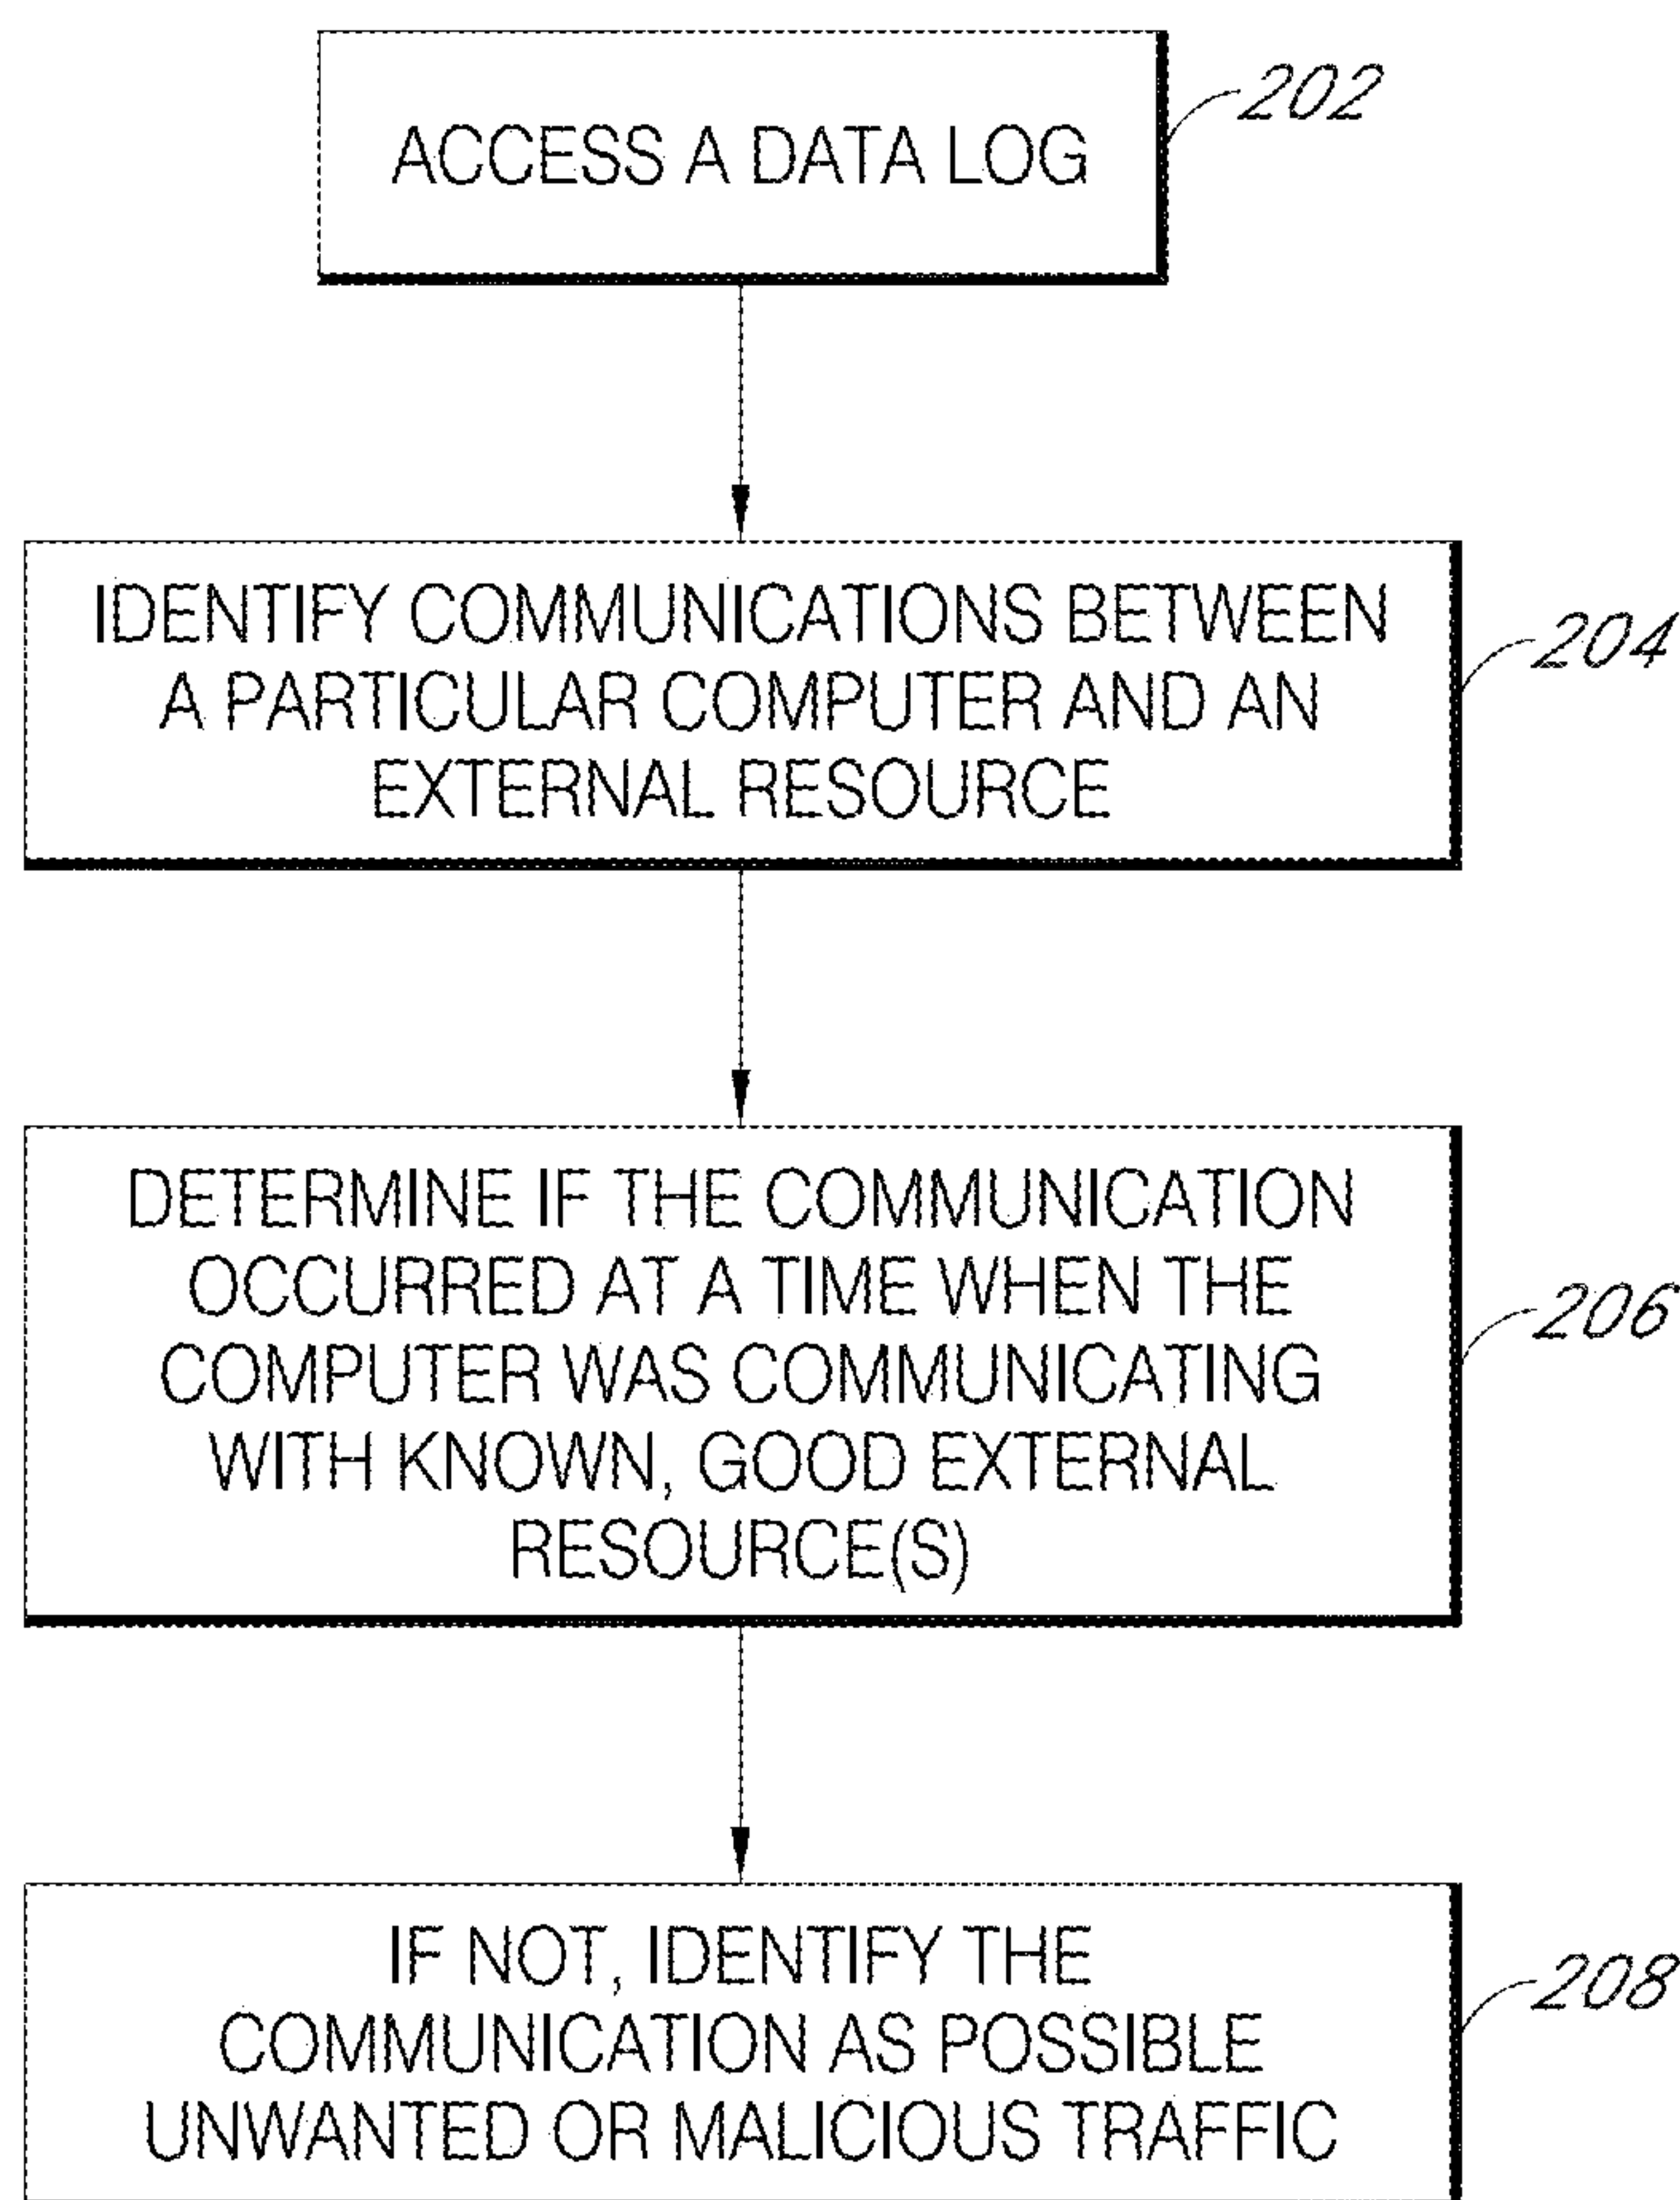 ACCESS A DATA LOG
202
IDENTIFY COMMUNICATIONS BETWEEN
A PARTICULAR COMPUTER AND AN
EXTERNAL RESOURCE
204
DETERMINE IF THE COMMUNICATION
OCCURRED AT A TIME WHEN THE
COMPUTER WAS COMMUNICATING
WITH KNOWN, GOOD EXTERNAL
RESOURCE(S)
206
IF NOT, IDENTIFY THE
COMMUNICATION AS POSSIBLE
UNWANTED OR MALICIOUS TRAFFIC
208